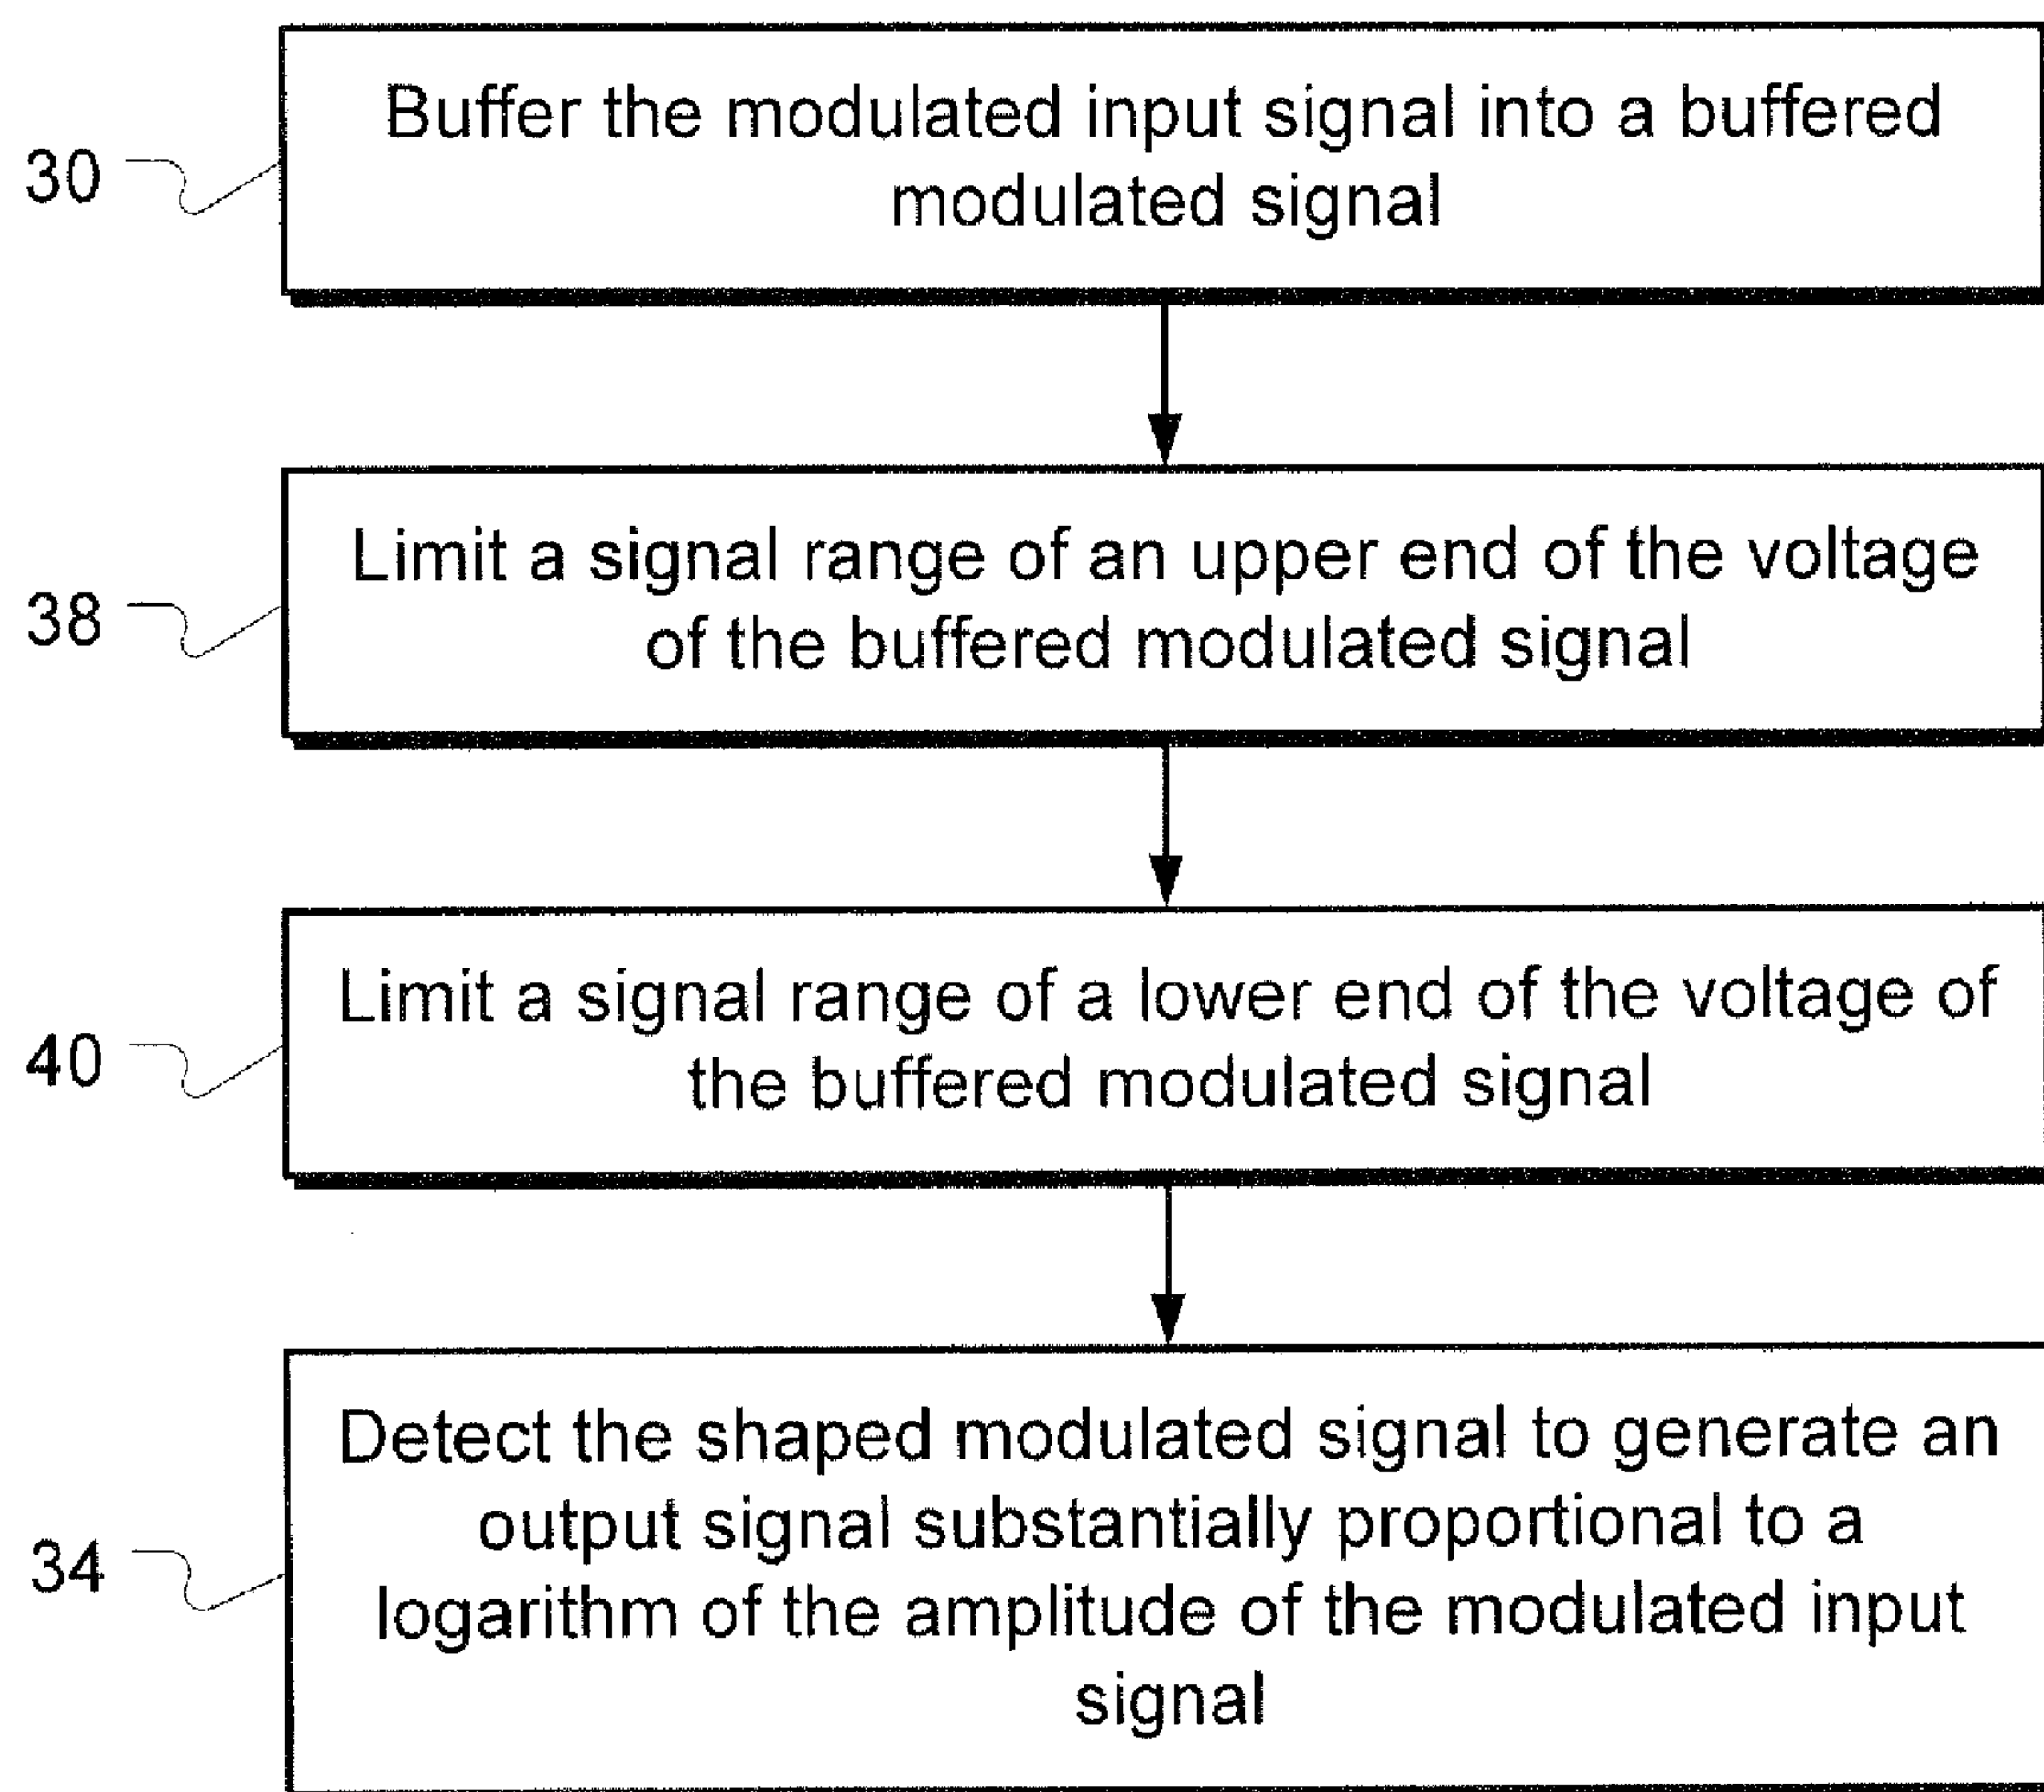 30
Buffer the modulated input signal into a buffered
modulated signal
38
Limit a signal range of an upper end of the voltage
of the buffered modulated signal
40
Limit a signal range of a lower end of the voltage of
the buffered modulated signal
34
Detect the shaped modulated signal to generate an
output signal substantially proportional to a
logarithm of the amplitude of the modulated input
signal